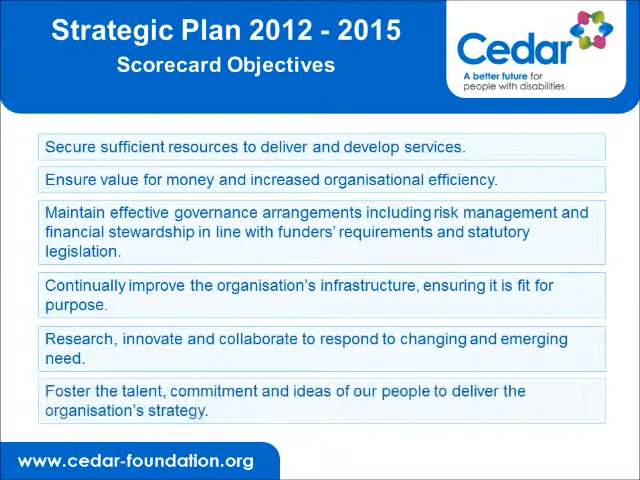 Strategic Plan 2012 - 2015
Scorecard Objectives
Cedar
A better future for
people with disabilities
Secure sufficient resources to deliver and develop services.
Ensure value for money and increased organisational efficiency.
Maintain effective governance arrangements including risk management and
financial stewardship in line with funders' requirements and statutory
legislation.
Continually improve the organisation's infrastructure, ensuring it is fit for
purpose.
Research, innovate and collaborate to respond to changing and emerging
need.
Foster the talent, commitment and ideas of our people to deliver the
organisation's strategy.
www.cedar-foundation.org